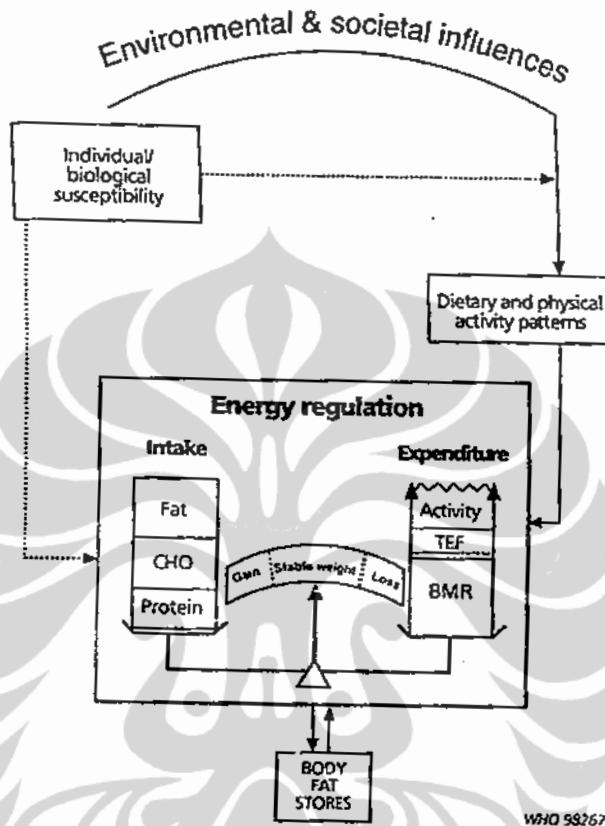 Environmental & societal influences
Individual/
biological
susceptibility
Dietary and physical
activity patterns
Energy regulation
Intake
Expenditure
Fat
CHO
Protein
Gain
Stable weight
Loss
Activity
TEF
BMR
BODY
FAT
STORES
WHO 98267